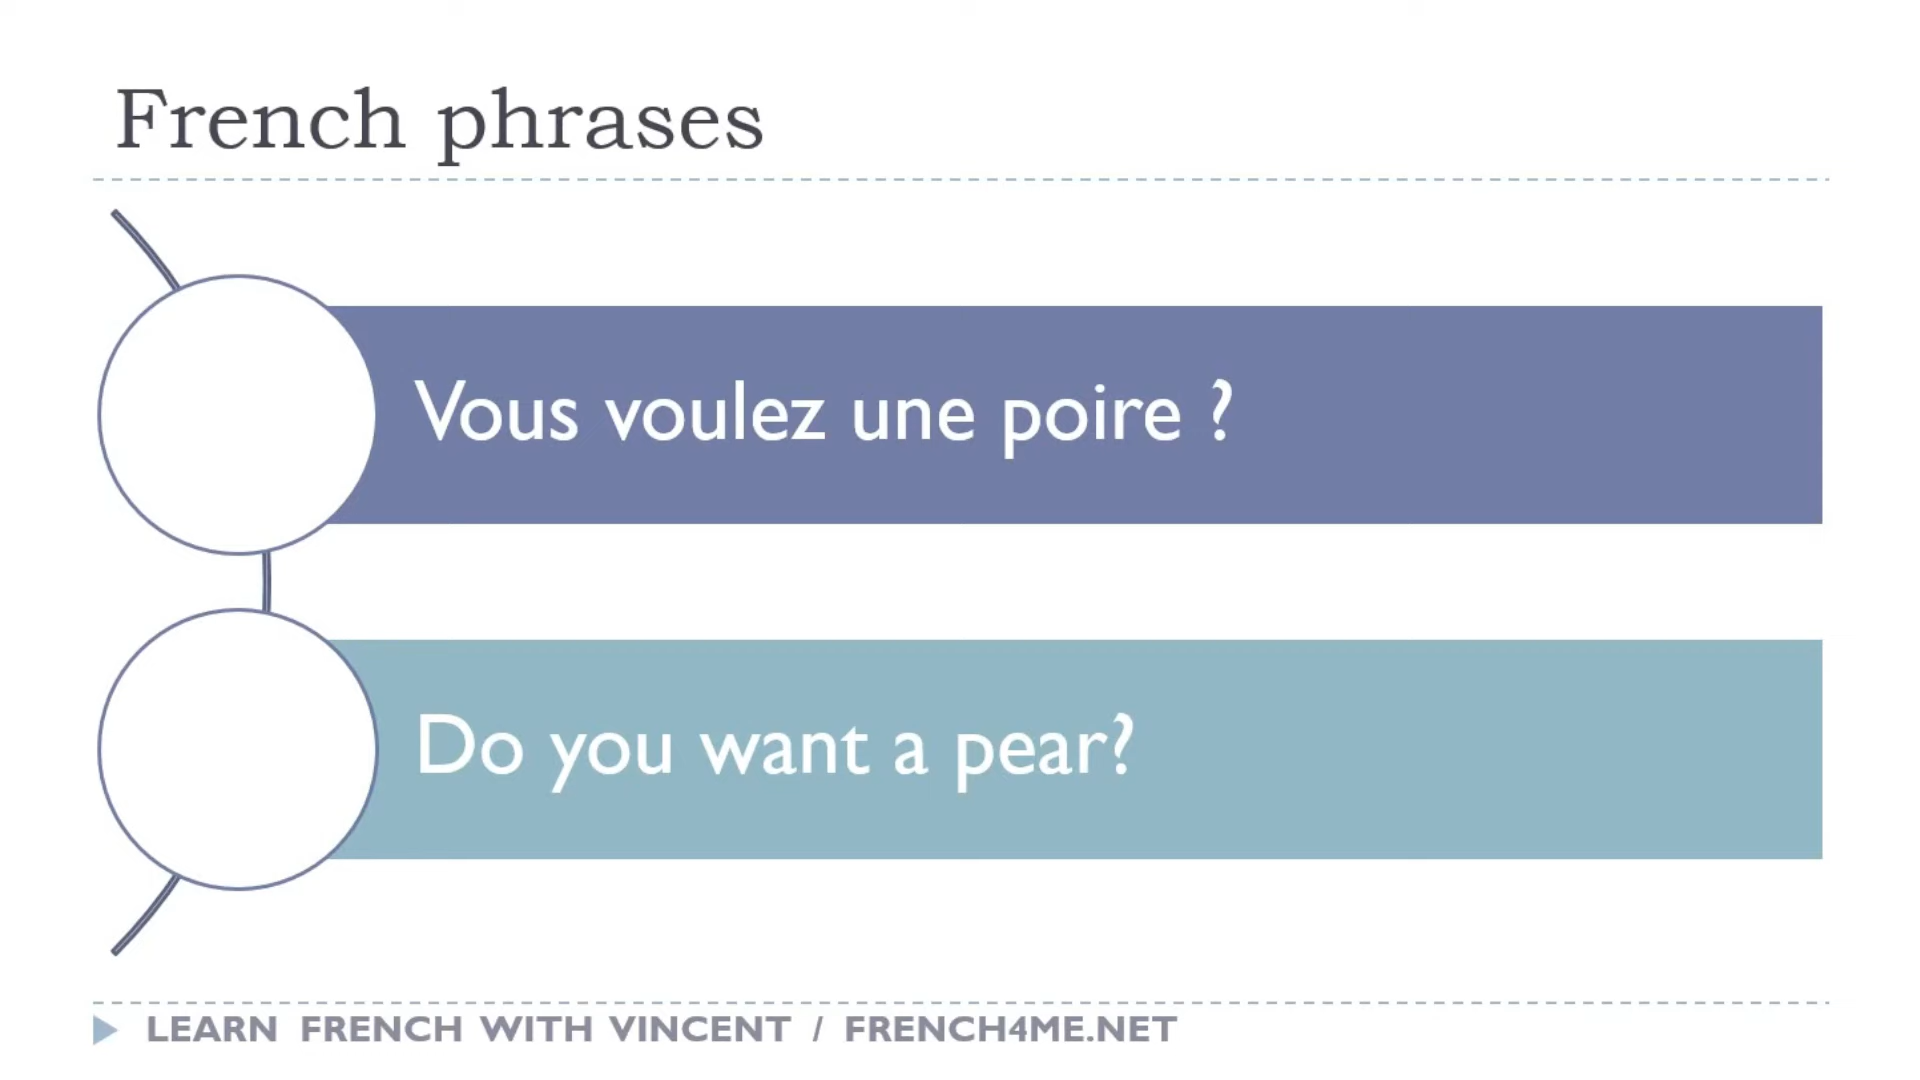 French phrases
Vous voulez une poire ?
Do you want a pear?
LEARN FRENCH WITH VINCENT / FRENCH4ME.NET